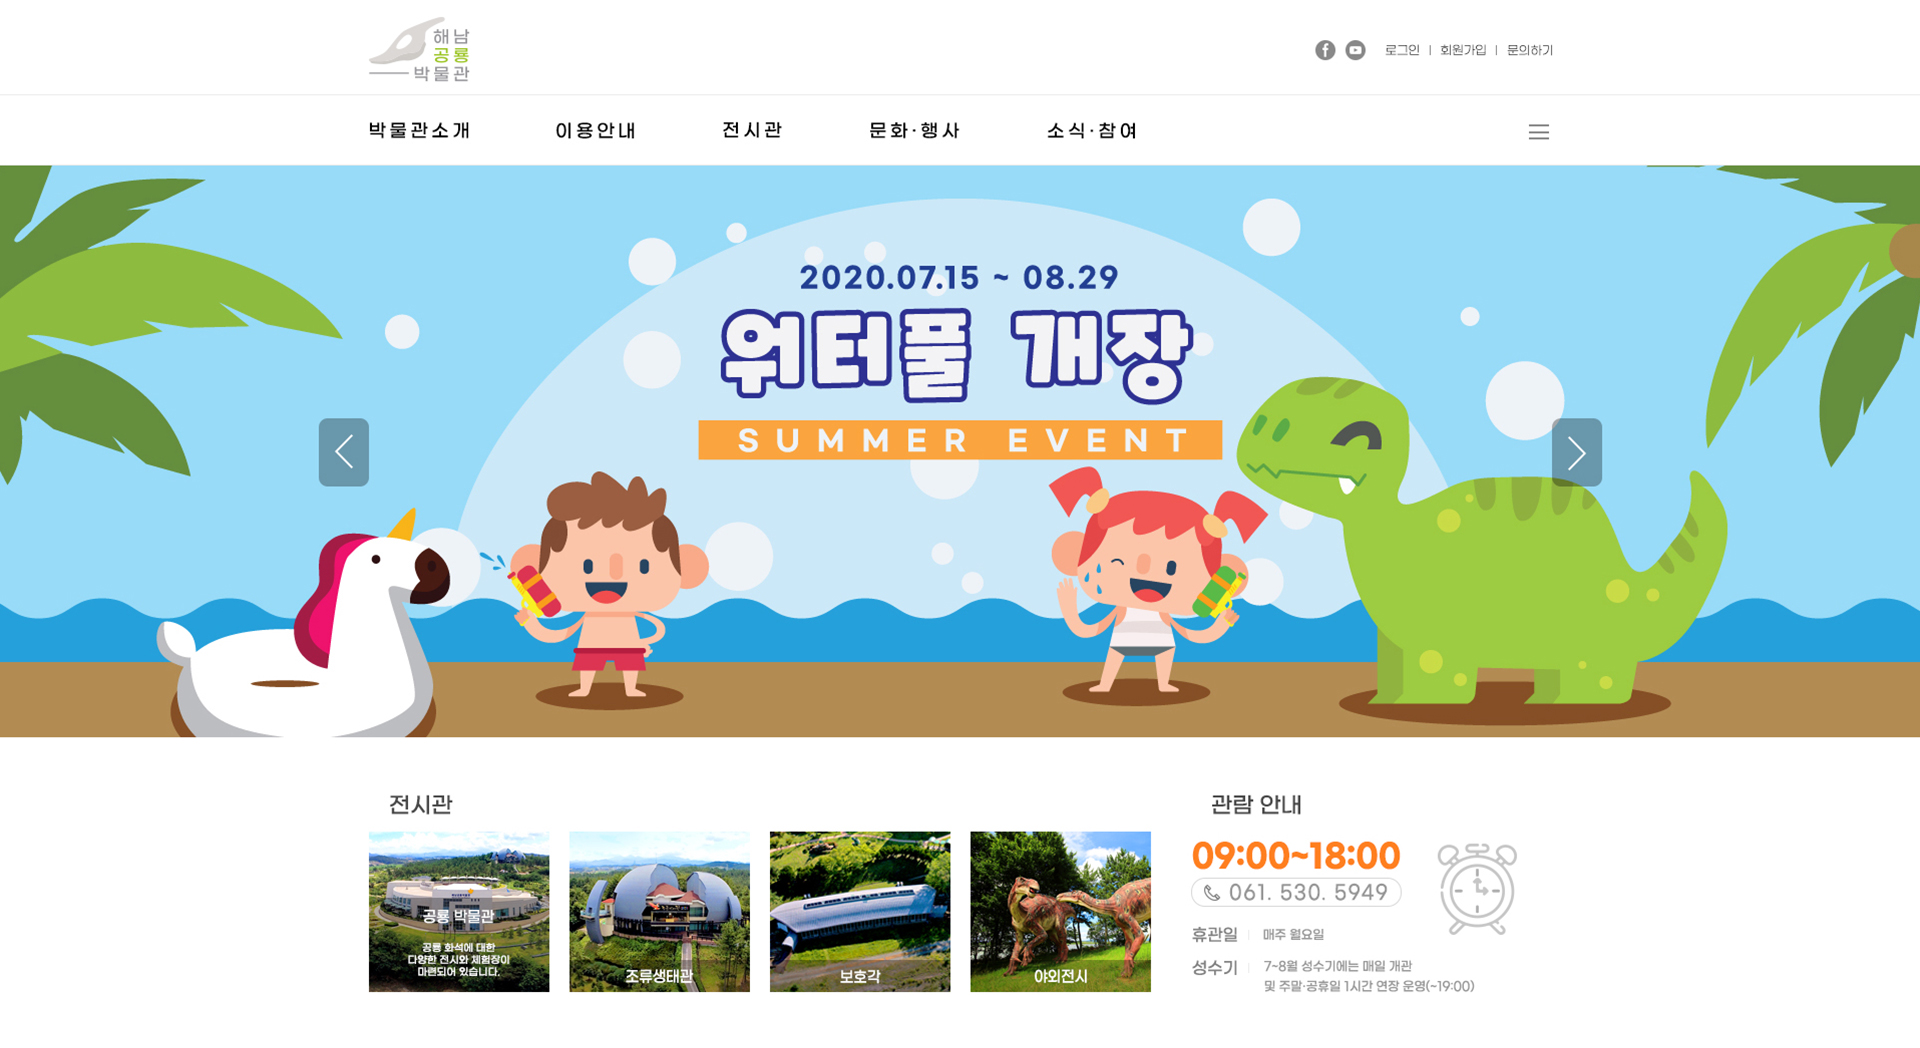 해남
공룡
박물관
로그인 | 회원가입 | 문의하기
박물관소개 이용안내 전시관 문화·행사 소식·참여
2020.07.15 ~ 08.29
워터풀 개장
SUMMER EVENT
전시관
공룡 박물관
공룡 화석에 대한
다양한 전시와 체험장이
마련되어 있습니다.
조류생태관
보호각
야외전시
관람 안내
09:00~18:00
061. 530. 5949
휴관일 | 매주 월요일
성수기 | 7~8월 성수기에는 매일 개관
및 주말·공휴일 1시간 연장 운영(~19:00)